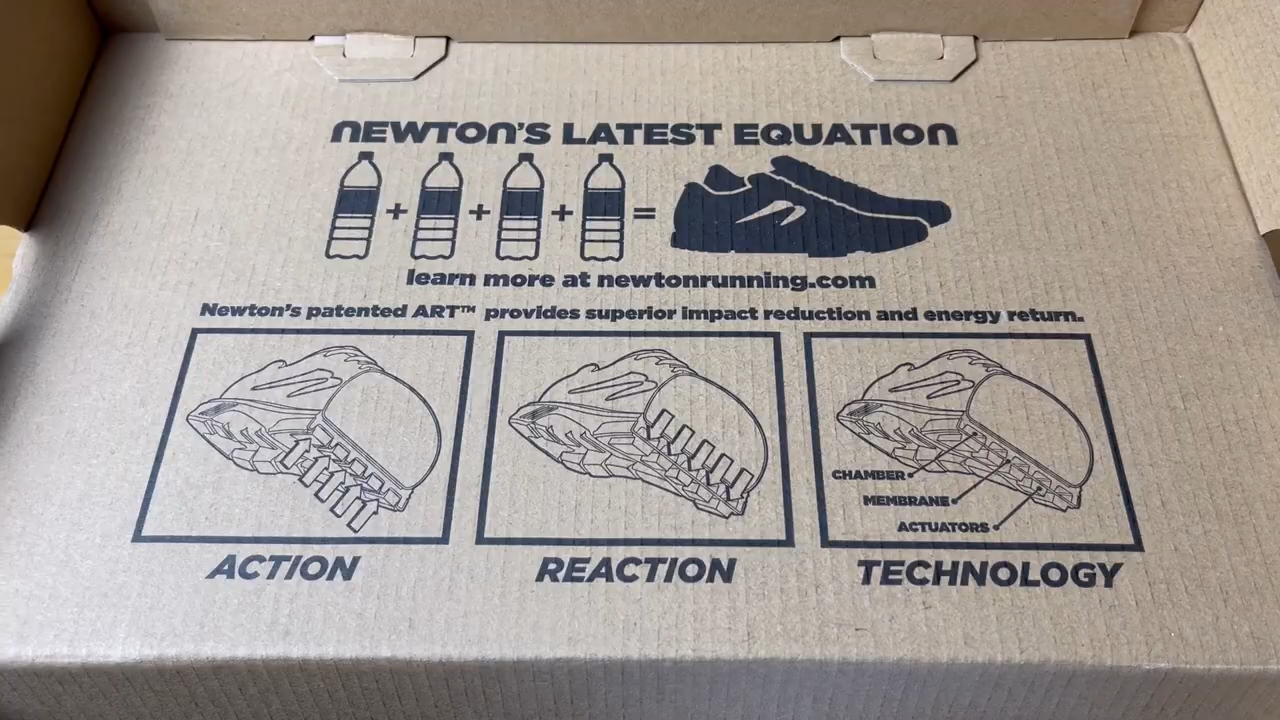 NEWTON'S LATEST EQUATION
+ + + =
learn more at newtonrunning.com
Newton's patented ART™ provides superior impact reduction and energy return.
CHAMBER
MEMBRANE
ACTUATORS
ACTION
REACTION
TECHNOLOGY